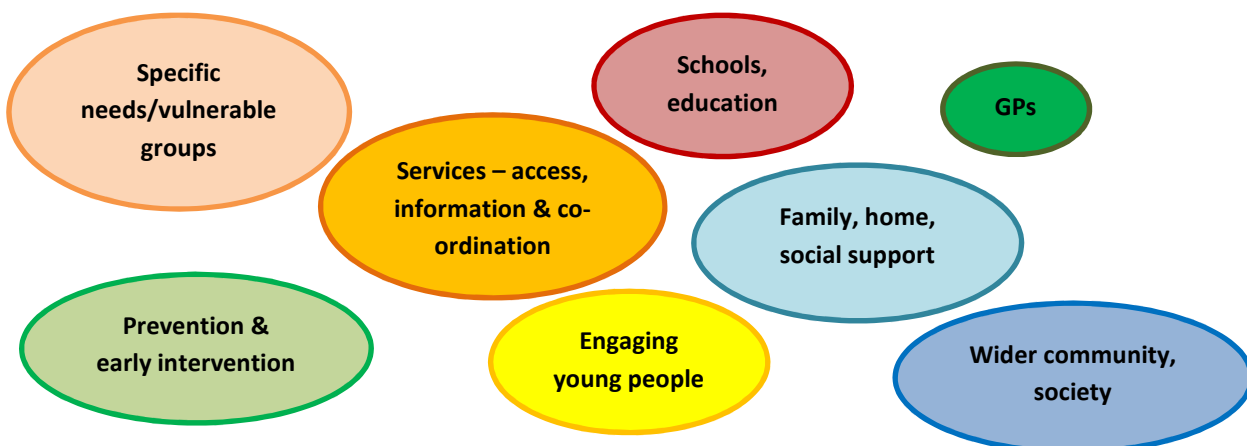 Specific
needs/vulnerable
groups
Schools,
education
GPs
Services – access,
information & co-
ordination
Family, home,
social support
Prevention &
early intervention
Engaging
young people
Wider community,
society